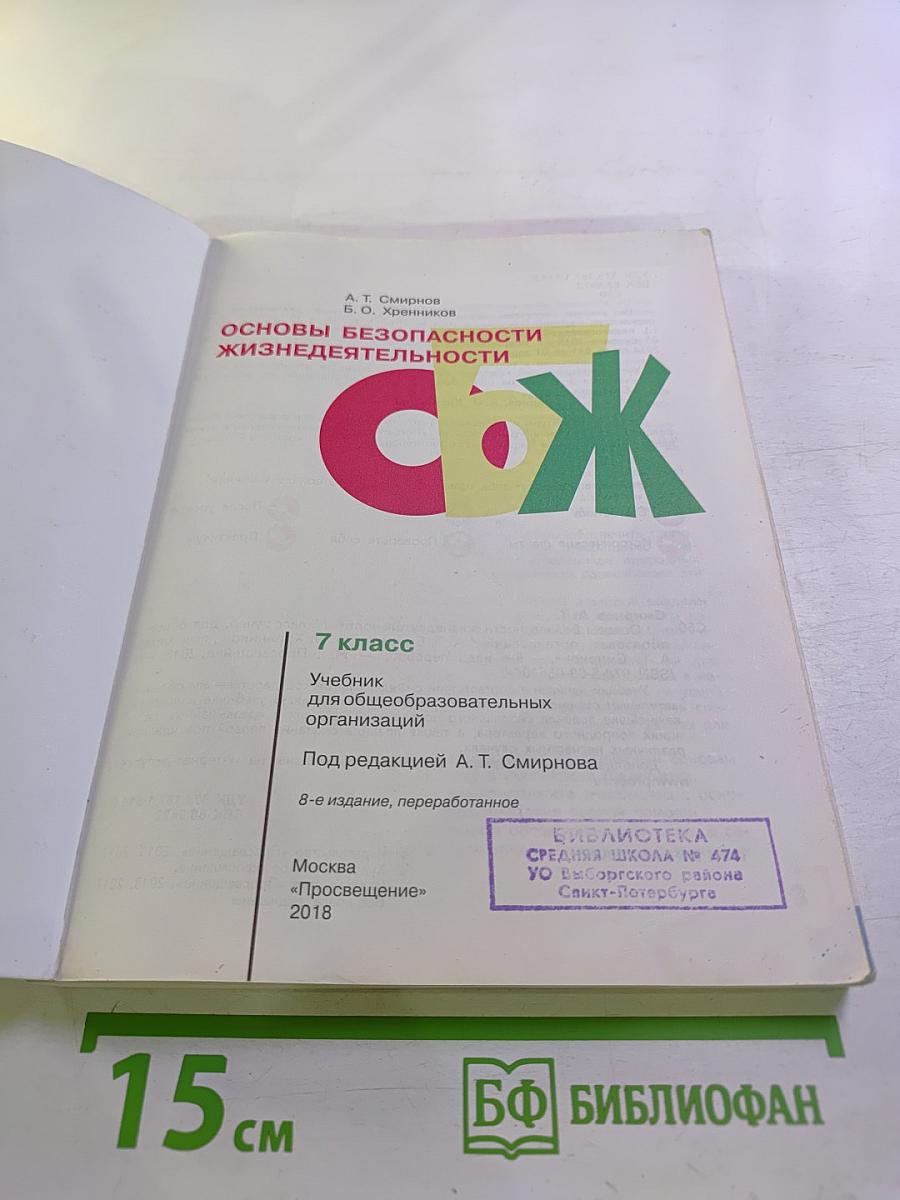 А. Т. Смирнов
Б. О. Хренников
ОСНОВЫ БЕЗОПАСНОСТИ
ЖИЗНЕДЕЯТЕЛЬНОСТИ
ОБЖ
7 класс
Учебник
для общеобразовательных
организаций
Под редакцией А. Т. Смирнова
8-е издание, переработанное
Москва
«Просвещение»
2018
БИБЛИОТЕКА
СРЕДНЯЯ ШКОЛА № 474
УО Выборгского района
Санкт-Петербурга
15 см
БФ БИБЛИОФАН